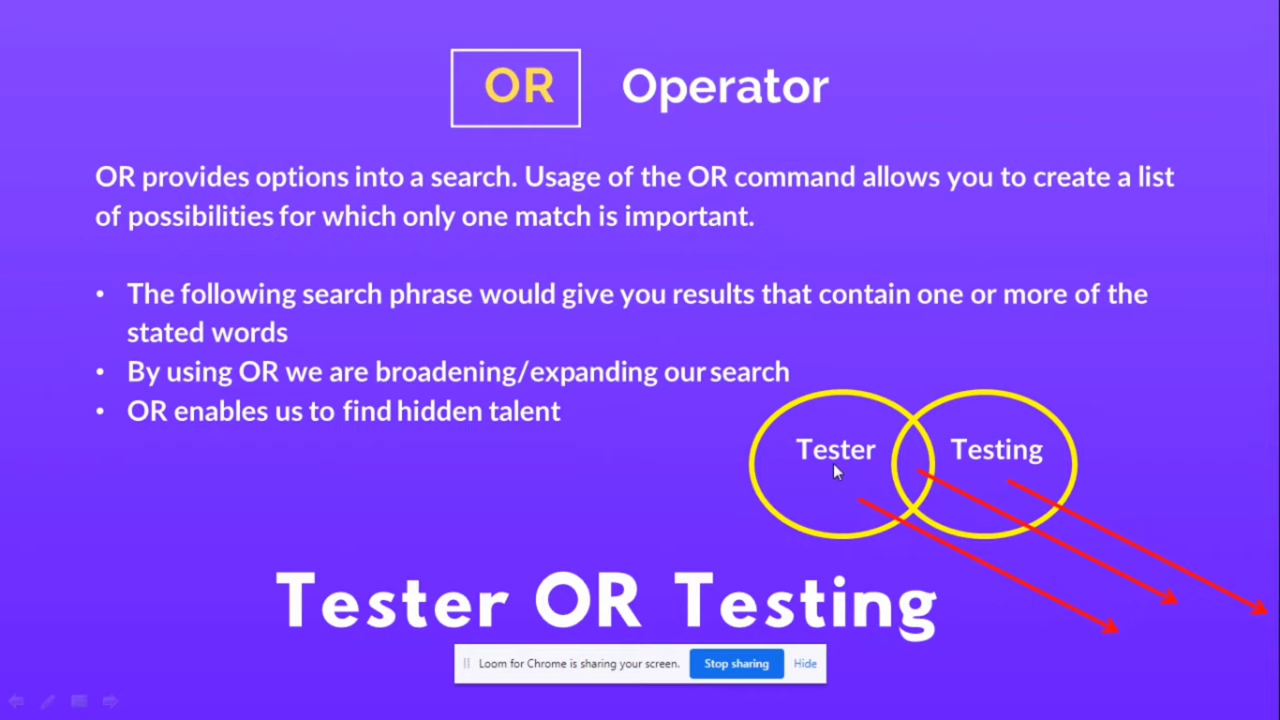 OR Operator
OR provides options into a search. Usage of the OR command allows you to create a list
of possibilities for which only one match is important.
• The following search phrase would give you results that contain one or more of the
stated words
• By using OR we are broadening/expanding our search
• OR enables us to find hidden talent
Tester Testing
Tester OR Testing
Loom for Chrome is sharing your screen. Stop sharing Hide